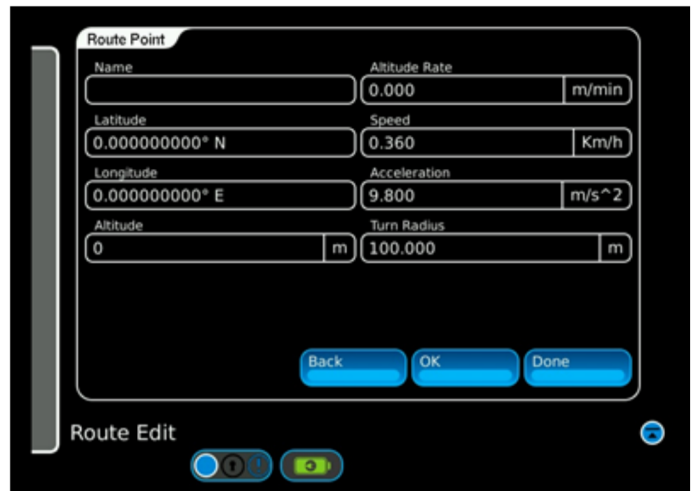 Route Point
Name
Altitude Rate
0.000 m/min
Latitude
Speed
0.000000000° N
0.360 Km/h
Longitude
Acceleration
0.000000000° E
9.800 m/s^2
Altitude
Turn Radius
0 m
100.000 m
Back
OK
Done
Route Edit